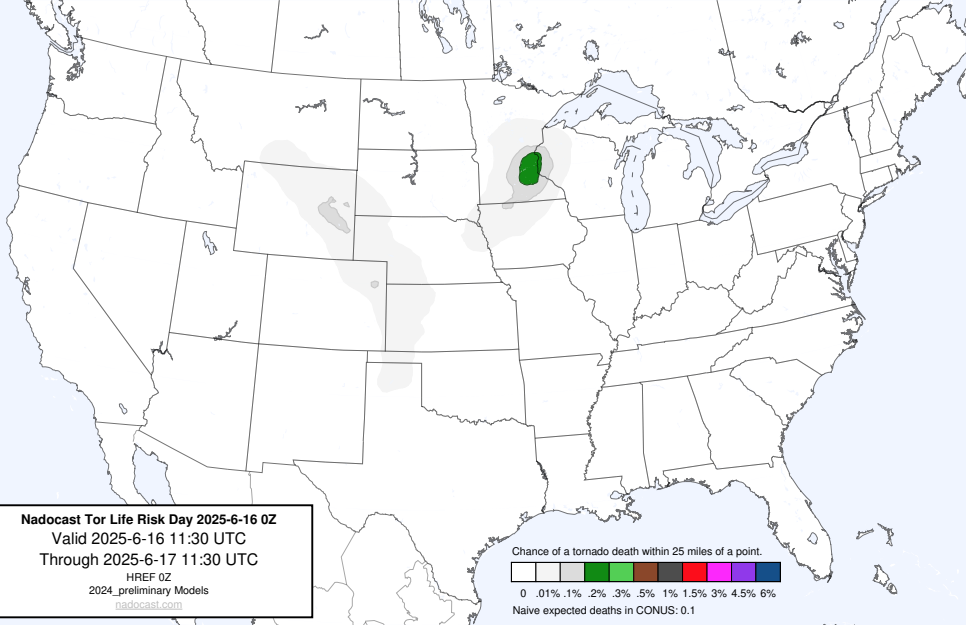 Nadocast Tor Life Risk Day 2025-6-16 0Z
Valid 2025-6-16 11:30 UTC
Through 2025-6-17 11:30 UTC
HREF 0Z
2024_preliminary Models
nadocast.com
Chance of a tornado death within 25 miles of a point.
0 .01% .1% .2% .3% .5% 1% 1.5% 3% 4.5% 6%
Naive expected deaths in CONUS: 0.1